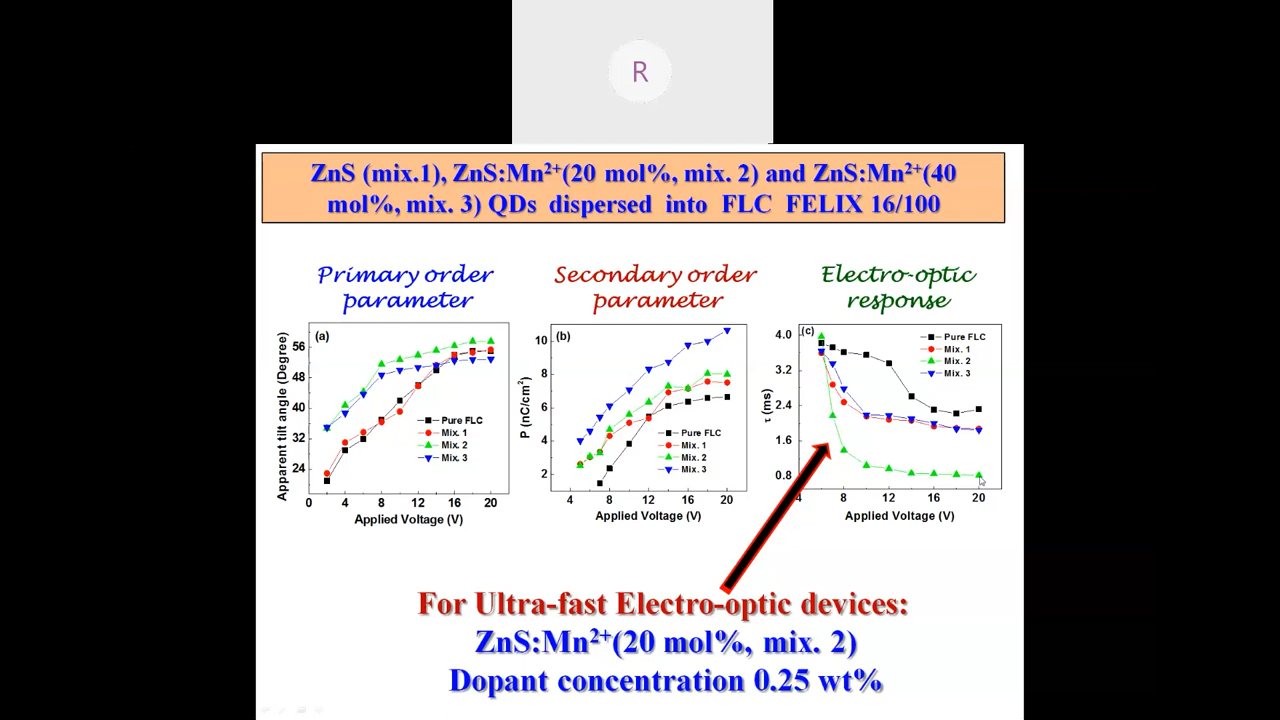 R
ZnS (mix.1), ZnS:Mn²⁺(20 mol%, mix. 2) and ZnS:Mn²⁺(40
mol%, mix. 3) QDs dispersed into FLC FELIX 16/100
Primary order
parameter
Secondary order
parameter
Electro-optic
response
(a)
Apparent tilt angle (Degree)
56
48
40
32
24
Pure FLC
Mix. 1
Mix. 2
Mix. 3
0 4 8 12 16 20
Applied Voltage (V)
(b)
P (nC/cm²)
10
8
6
4
2
Pure FLC
Mix. 1
Mix. 2
Mix. 3
4 8 12 16 20
Applied Voltage (V)
(c)
τ (ms)
4.0
3.2
2.4
1.6
0.8
Pure FLC
Mix. 1
Mix. 2
Mix. 3
4 8 12 16 20
Applied Voltage (V)
For Ultra-fast Electro-optic devices:
ZnS:Mn²⁺(20 mol%, mix. 2)
Dopant concentration 0.25 wt%